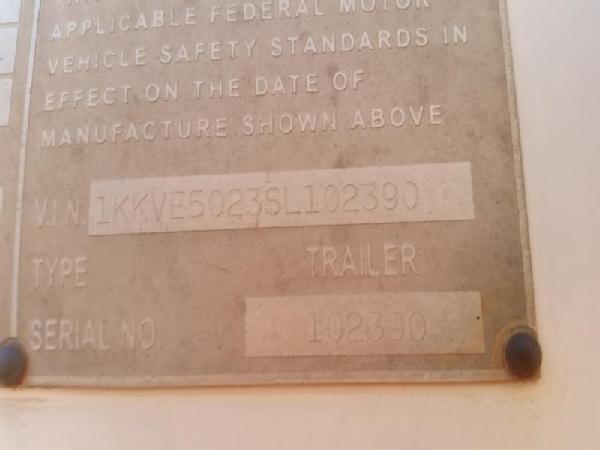 APPLICABLE FEDERAL MOTOR
VEHICLE SAFETY STANDARDS IN
EFFECT ON THE DATE OF
MANUFACTURE SHOWN ABOVE
V.I.N. 1KKVE5023SL102390
TYPE TRAILER
SERIAL NO. 102390